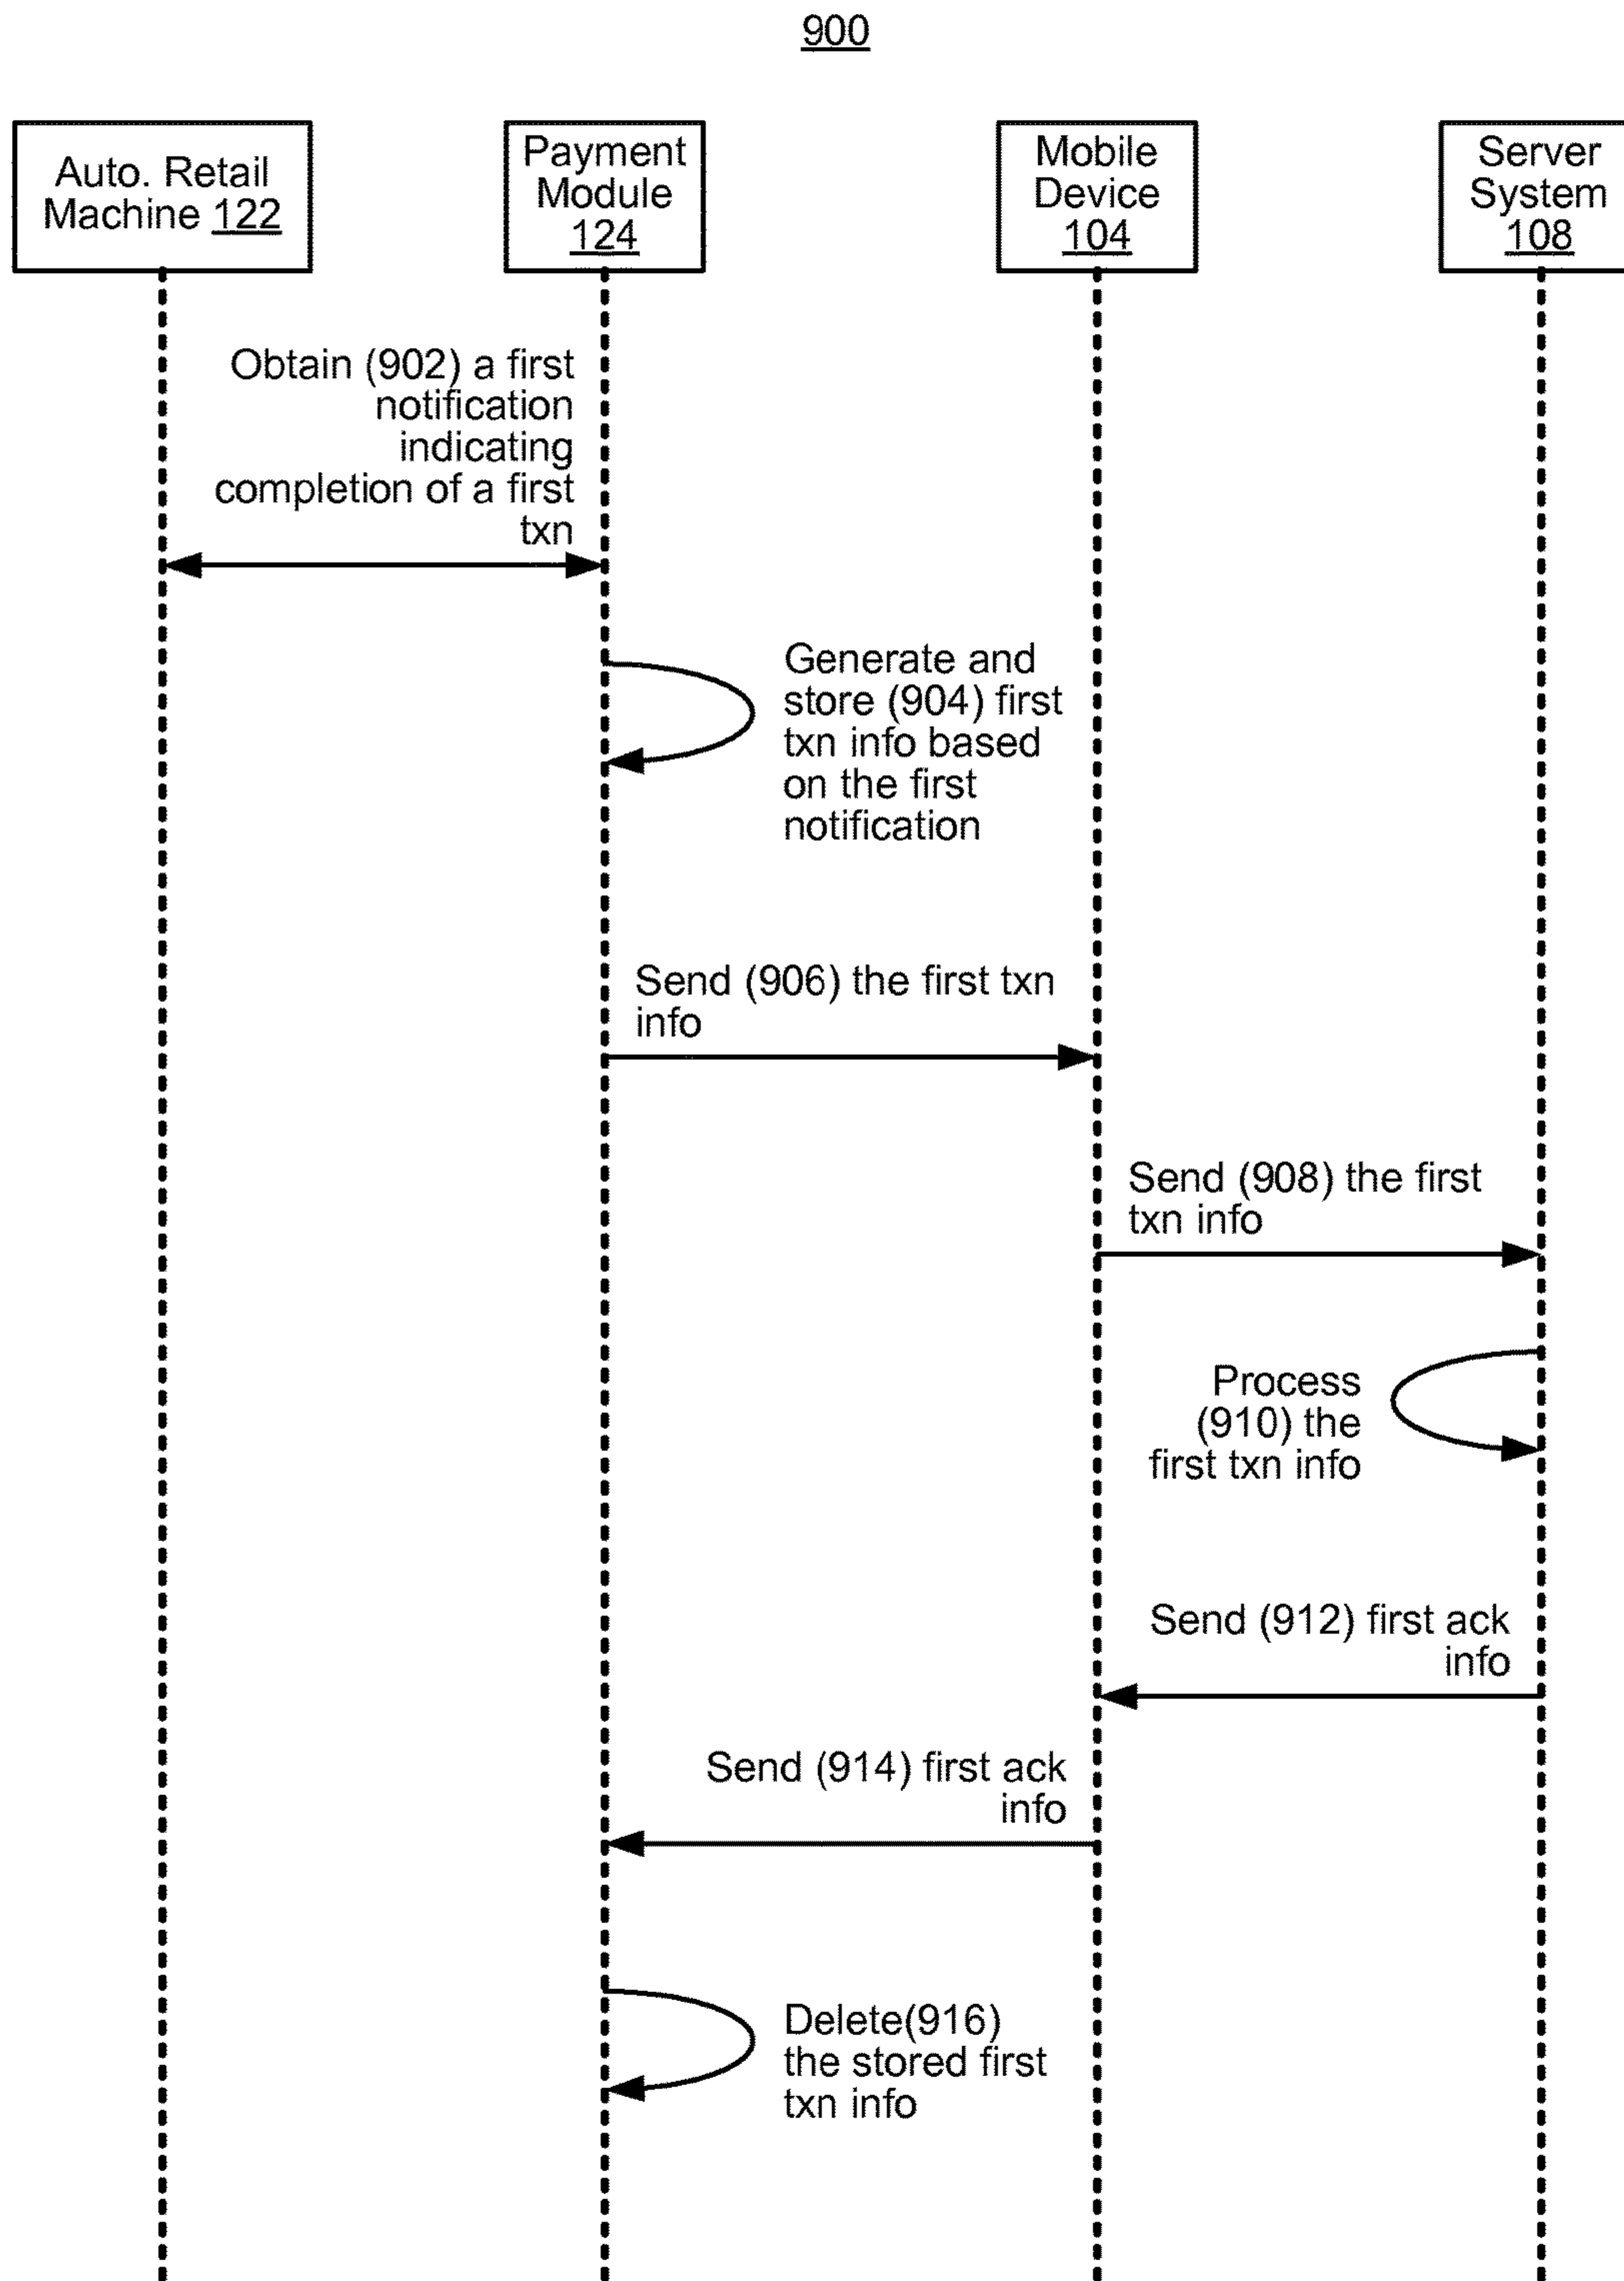 900
Auto. Retail
Machine 122
Payment
Module
124
Mobile
Device
104
Server
System
108
Obtain (902) a first
notification
indicating
completion of a first
txn
Generate and
store (904) first
txn info based
on the first
notification
Send (906) the first txn
info
Send (908) the first
txn info
Process
(910) the
first txn info
Send (912) first ack
info
Send (914) first ack
info
Delete(916)
the stored first
txn info